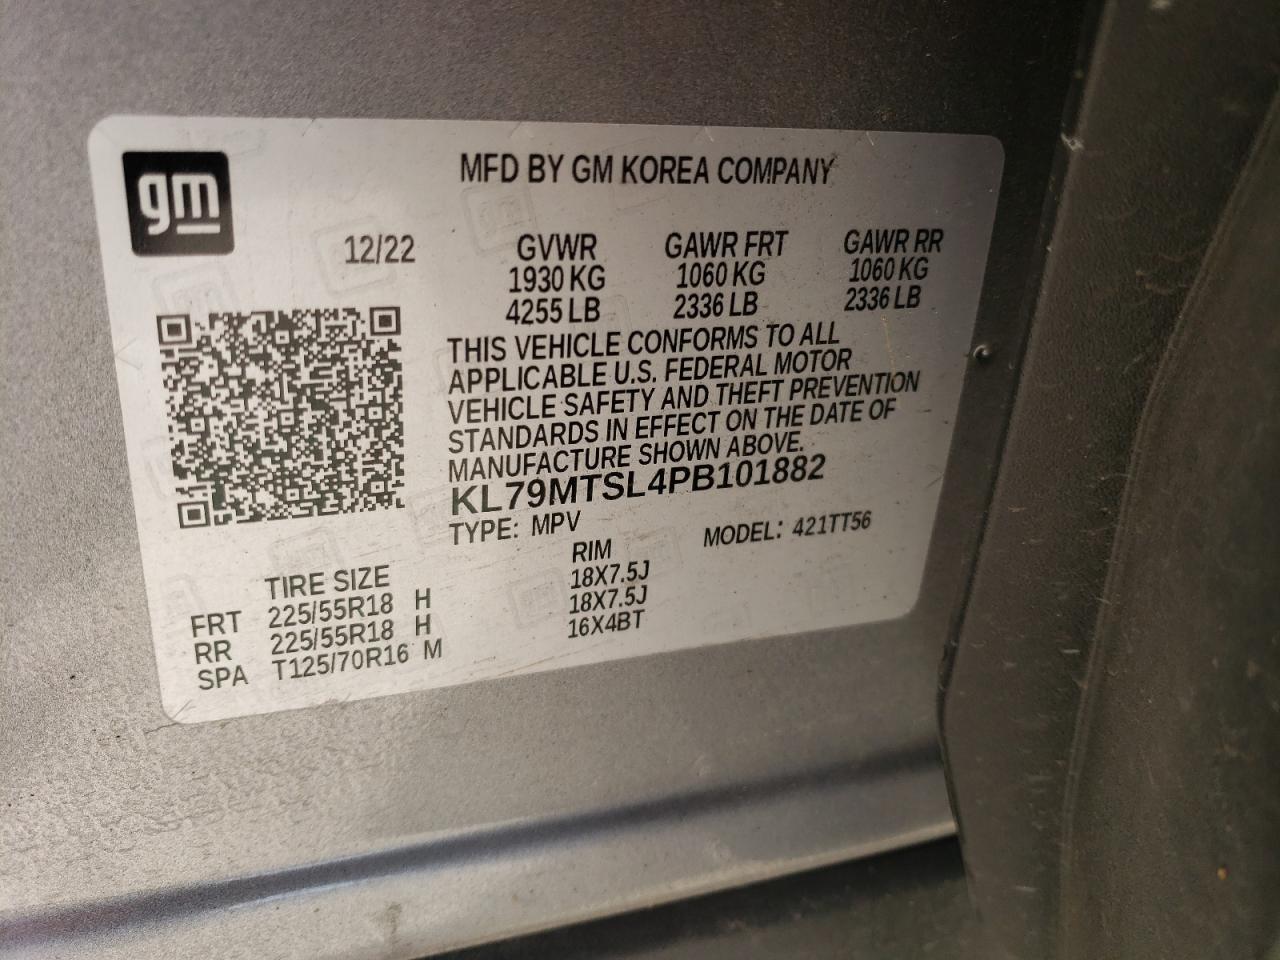 gm
MFD BY GM KOREA COMPANY
12/22 GVWR GAWR FRT GAWR RR
1930 KG 1060 KG 1060 KG
4255 LB 2336 LB 2336 LB
THIS VEHICLE CONFORMS TO ALL
APPLICABLE U.S. FEDERAL MOTOR
VEHICLE SAFETY AND THEFT PREVENTION
STANDARDS IN EFFECT ON THE DATE OF
MANUFACTURE SHOWN ABOVE.
KL79MTSL4PB101882
TYPE: MPV MODEL: 421TT56
TIRE SIZE RIM
FRT 225/55R18 H 18X7.5J
RR 225/55R18 H 18X7.5J
SPA T125/70R16 M 16X4BT